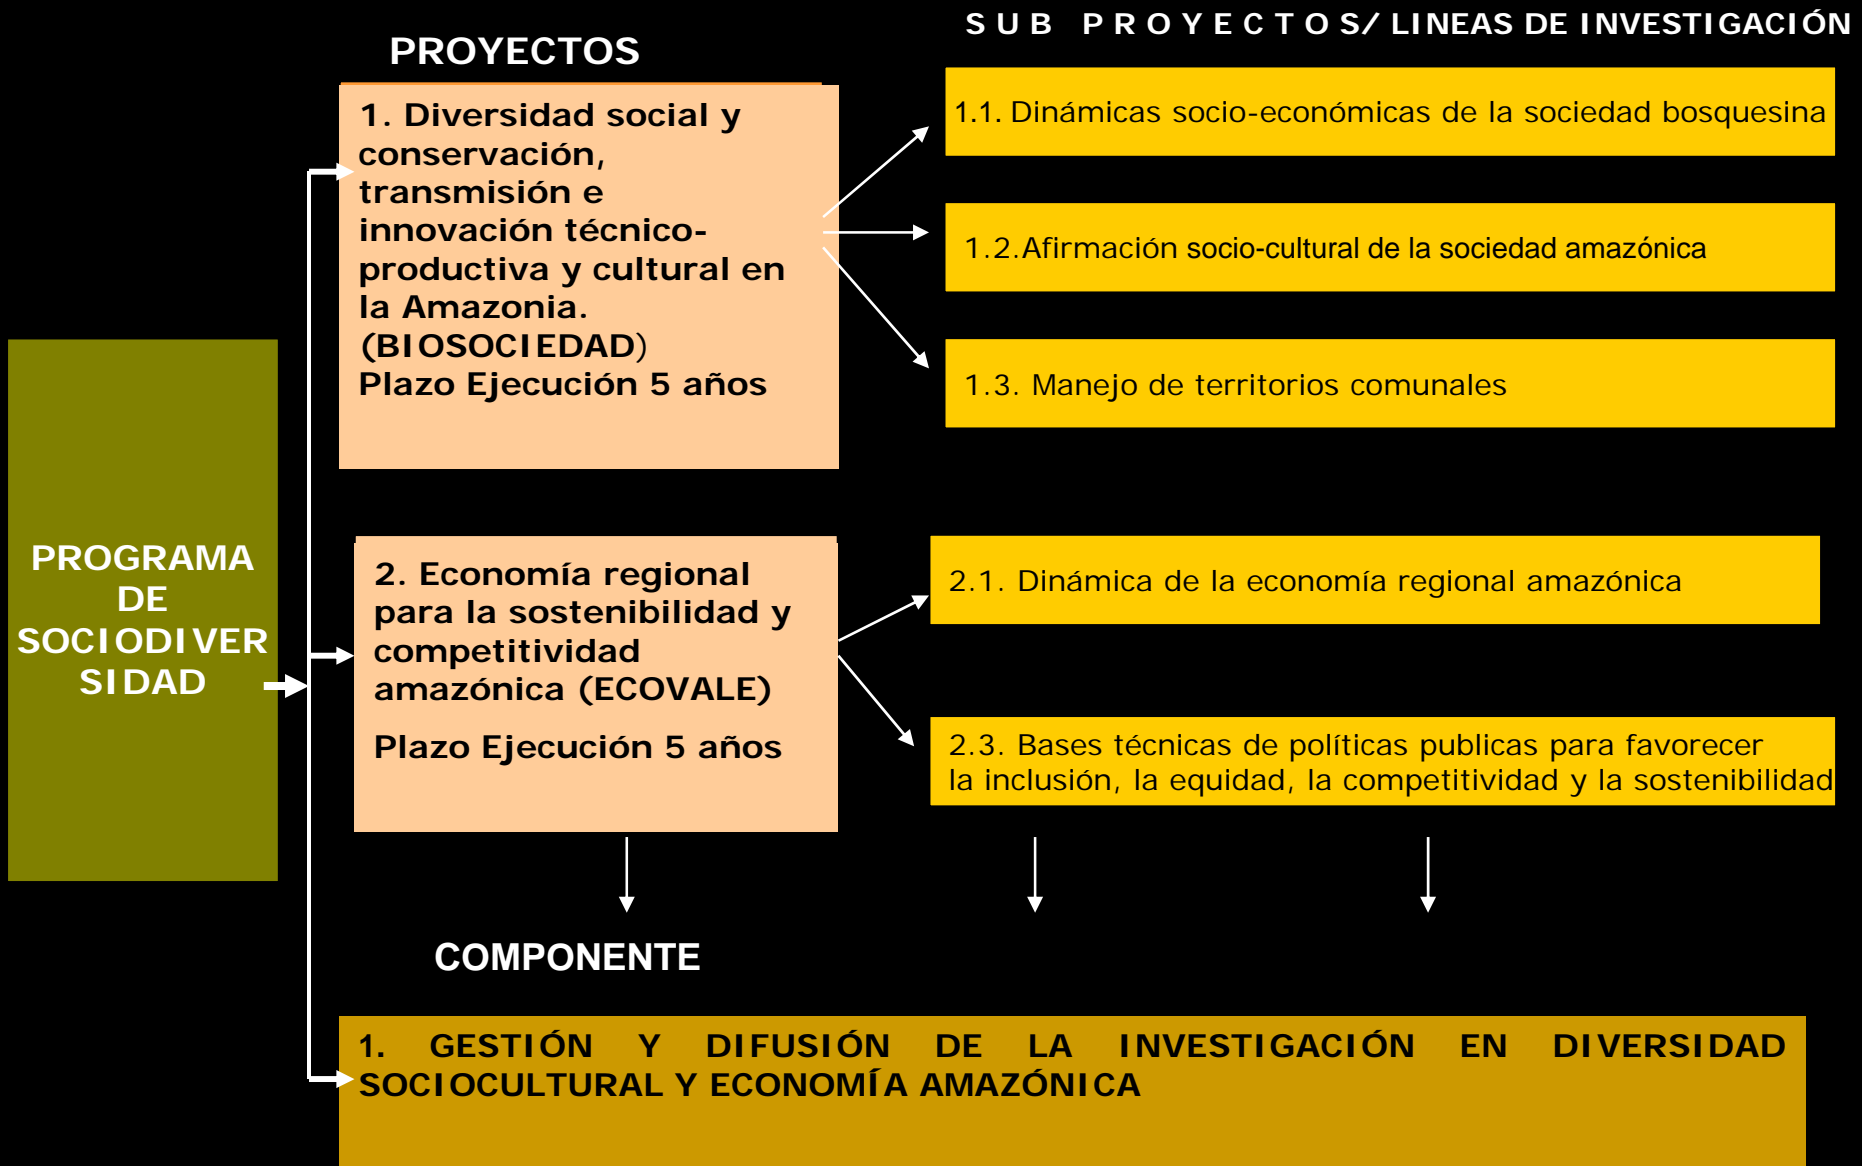 PROYECTOS
S U B P R O Y E C T O S/ LINEAS DE INVESTIGACIÓN
1. Diversidad social y
conservación,
transmisión e
innovación técnico-
productiva y cultural en
la Amazonia.
(BIOSOCIEDAD)
Plazo Ejecución 5 años
1.1. Dinámicas socio-económicas de la sociedad bosquesina
1.2.Afirmación socio-cultural de la sociedad amazónica
1.3. Manejo de territorios comunales
PROGRAMA
DE
SOCIODIVER
SIDAD
2. Economía regional
para la sostenibilidad y
competitividad
amazónica (ECOVALE)
Plazo Ejecución 5 años
2.1. Dinámica de la economía regional amazónica
2.3. Bases técnicas de políticas publicas para favorecer
la inclusión, la equidad, la competitividad y la sostenibilidad
COMPONENTE
1. GESTIÓN Y DIFUSIÓN DE LA INVESTIGACIÓN EN DIVERSIDAD
SOCIOCULTURAL Y ECONOMÍA AMAZÓNICA